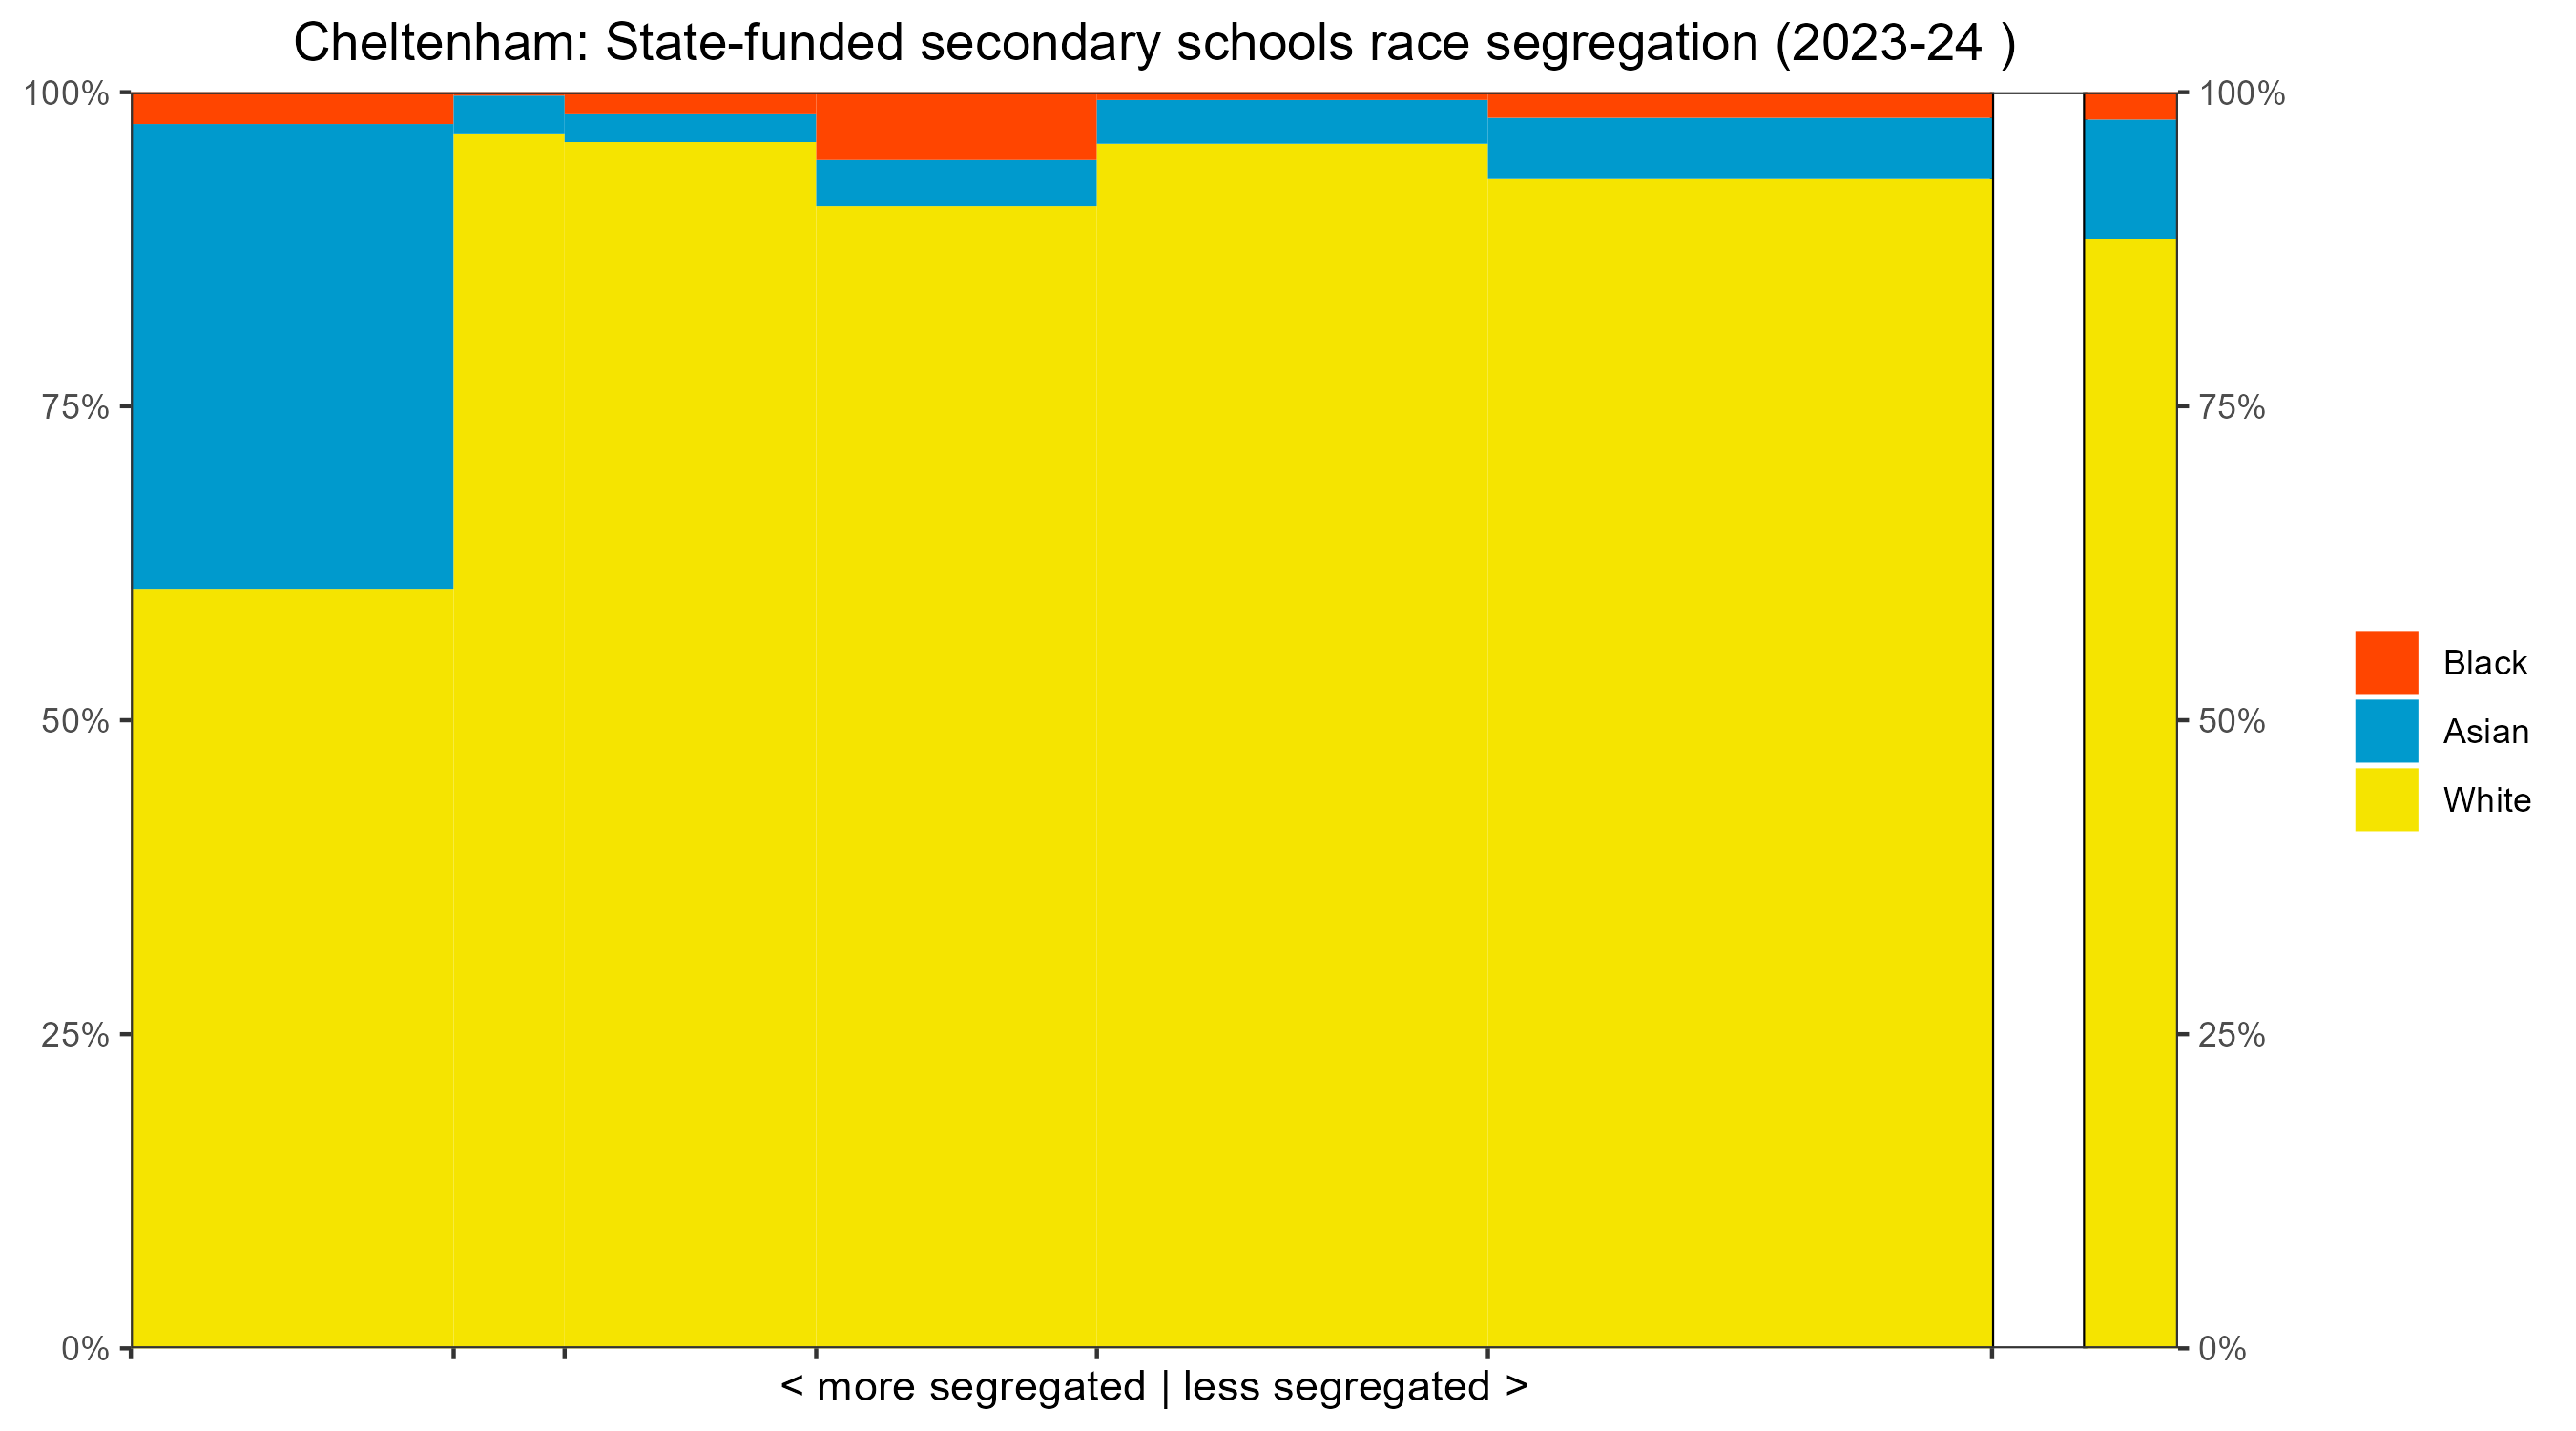 Cheltenham: State-funded secondary schools race segregation (2023-24 )
100%
75%
50%
25%
0%
100%
75%
50%
25%
0%
Black
Asian
White
< more segregated | less segregated >